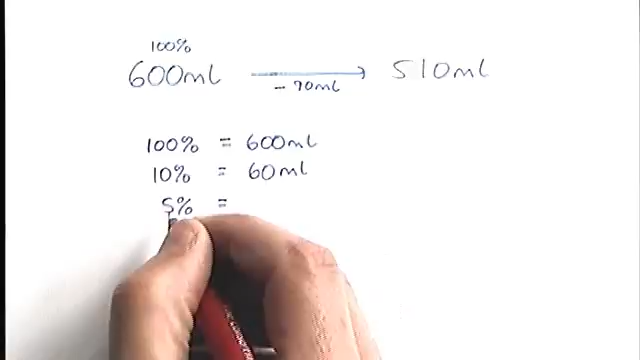 100%
600ml → 510ml
- 90ml
100% = 600ml
10% = 60ml
5% =